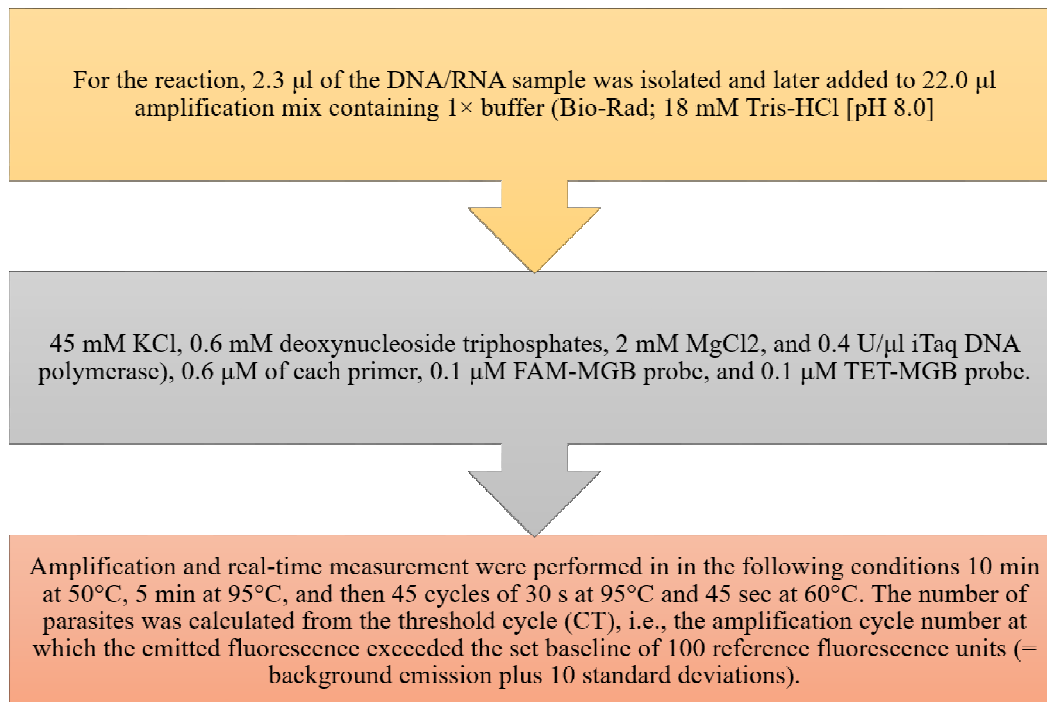 For the reaction, 2.3 μl of the DNA/RNA sample was isolated and later added to 22.0 μl
amplification mix containing 1× buffer (Bio-Rad; 18 mM Tris-HCl [pH 8.0]
45 mM KCl, 0.6 mM deoxynucleoside triphosphates, 2 mM MgCl2, and 0.4 U/μl iTaq DNA
polymerase), 0.6 μM of each primer, 0.1 μM FAM-MGB probe, and 0.1 μM TET-MGB probe.
Amplification and real-time measurement were performed in in the following conditions 10 min
at 50°C, 5 min at 95°C, and then 45 cycles of 30 s at 95°C and 45 sec at 60°C. The number of
parasites was calculated from the threshold cycle (CT), i.e., the amplification cycle number at
which the emitted fluorescence exceeded the set baseline of 100 reference fluorescence units (=
background emission plus 10 standard deviations).